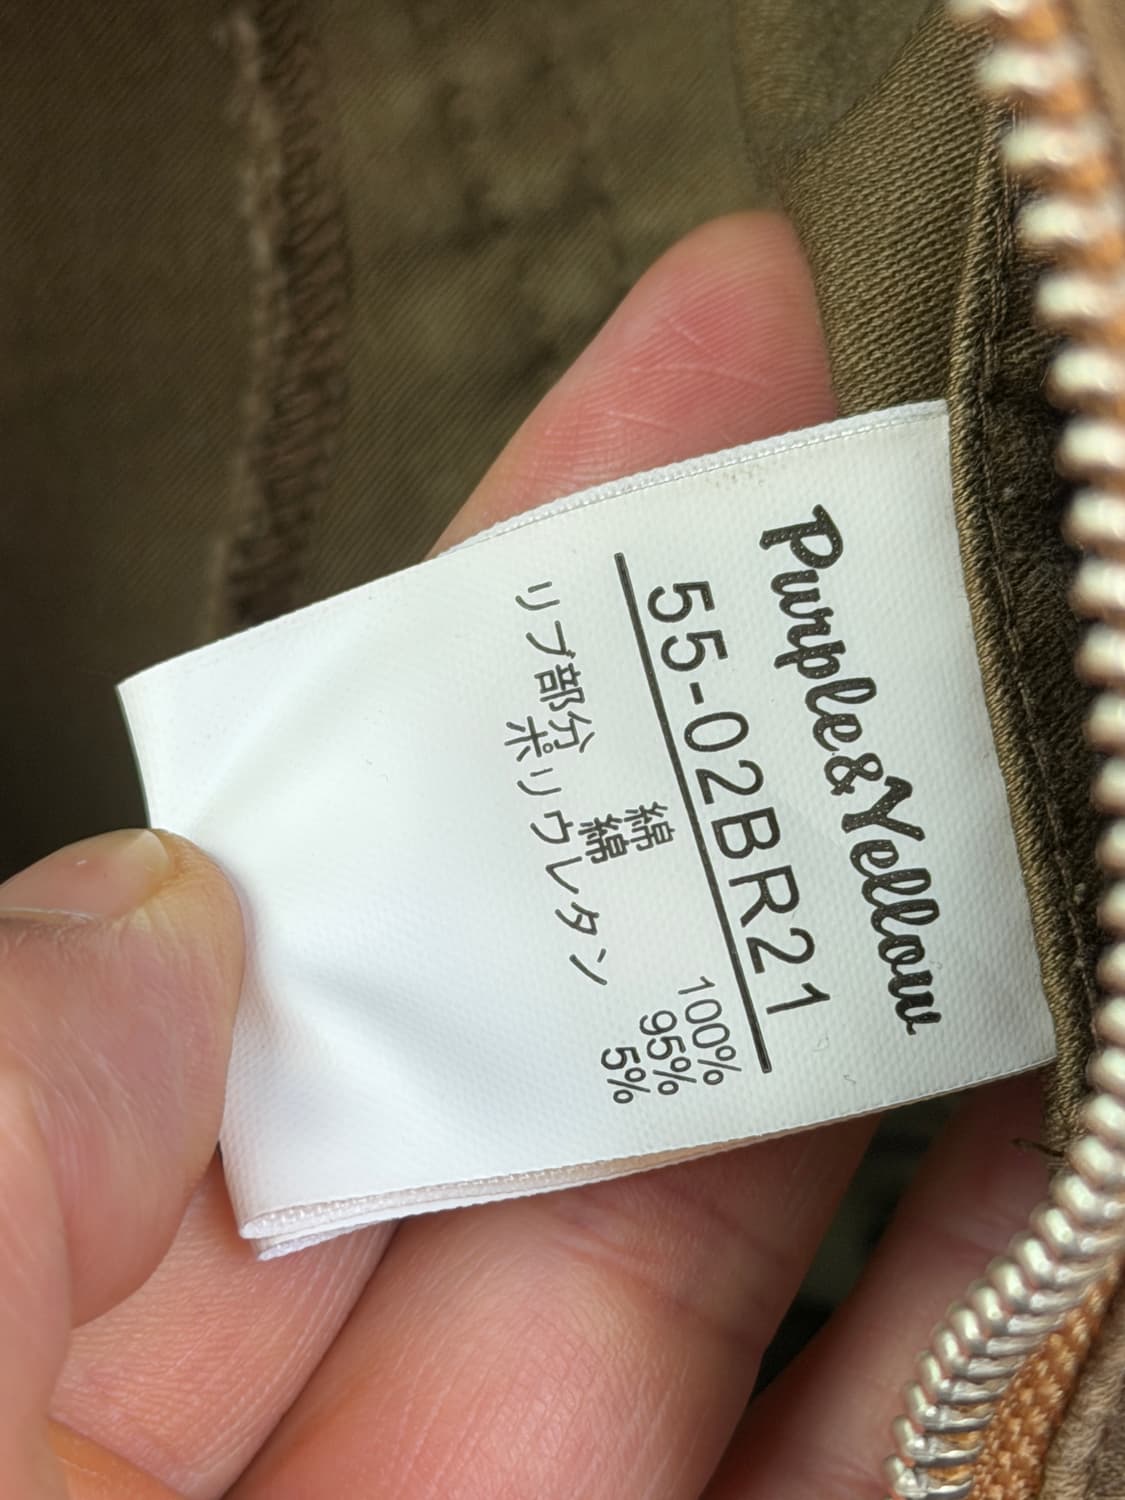 Purple&Yellow
55-02BR21
綿 100%
リブ部分 綿 95%
ポリウレタン 5%